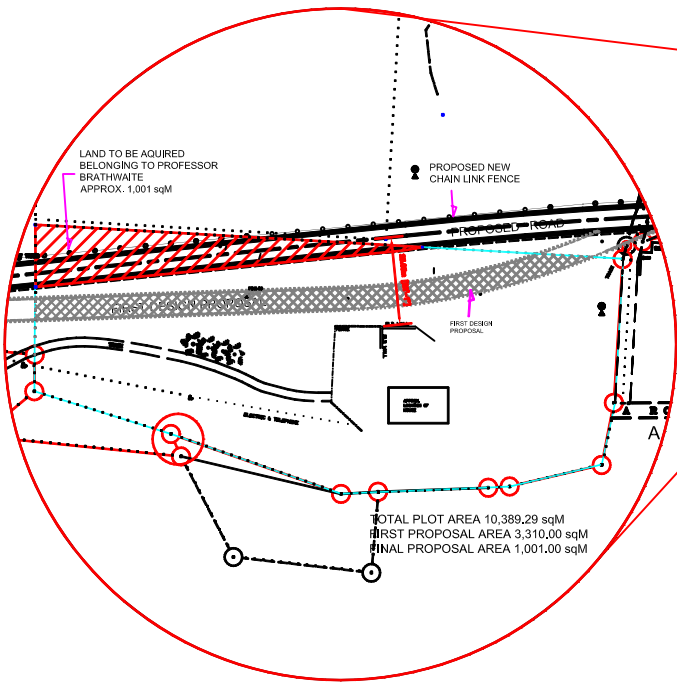 LAND TO BE AQUIRED
BELONGING TO PROFESSOR
BRATHWAITE
APPROX. 1,001 sqM
PROPOSED NEW
CHAIN LINK FENCE
PROPOSED ROAD
FIRST DESIGN PROPOSAL
FIRST DESIGN
PROPOSAL
ELECTRIC & TELEPHONE
A R O
A
TOTAL PLOT AREA 10,389.29 sqM
FIRST PROPOSAL AREA 3,310.00 sqM
FINAL PROPOSAL AREA 1,001.00 sqM